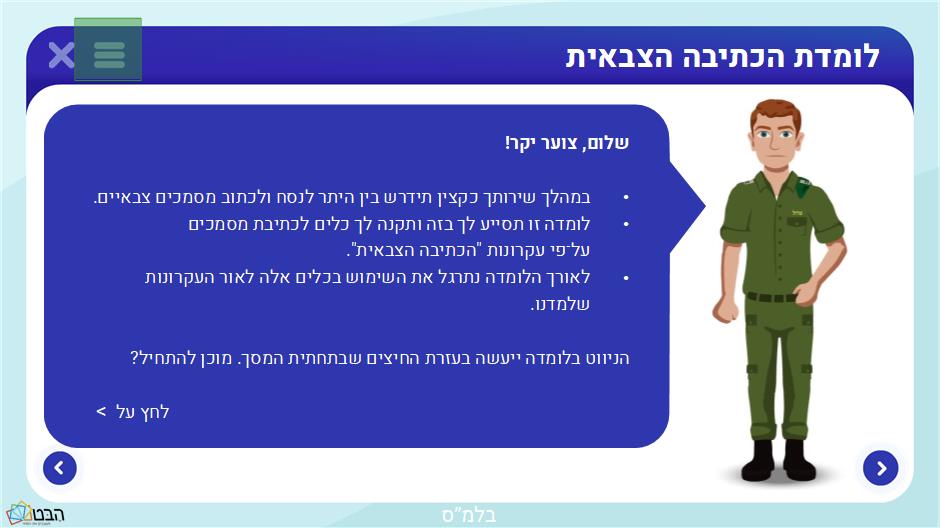 לומדת הכתיבה הצבאית
שלום, צוער יקר!
• במהלך שירותך כקצין תידרש בין היתר לנסח ולכתוב מסמכים צבאיים.
• לומדה זו תסייע לך בזה ותקנה לך כלים לכתיבת מסמכים
על־פי עקרונות "הכתיבה הצבאית".
• לאורך הלומדה נתרגל את השימוש בכלים אלה לאור העקרונות
שלמדנו.
הניווט בלומדה ייעשה בעזרת החיצים שבתחתית המסך. מוכן להתחיל?
לחץ על >
בלמ"ס
הבט